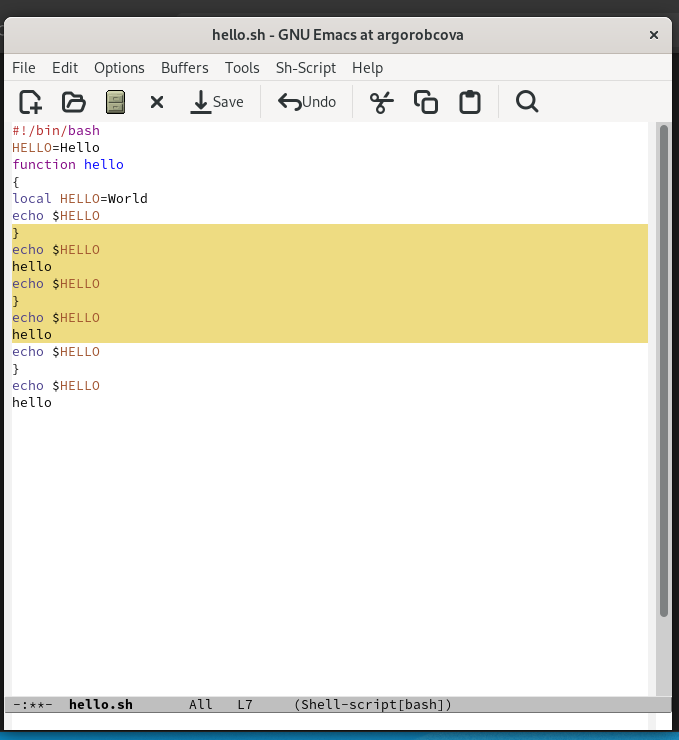 hello.sh - GNU Emacs at argorobcova
File Edit Options Buffers Tools Sh-Script Help
Save Undo
#!/bin/bash
HELLO=Hello
function hello
{
local HELLO=World
echo $HELLO
}
echo $HELLO
hello
echo $HELLO
}
echo $HELLO
hello
echo $HELLO
}
echo $HELLO
hello
-:**- hello.sh All L7 (Shell-script[bash])